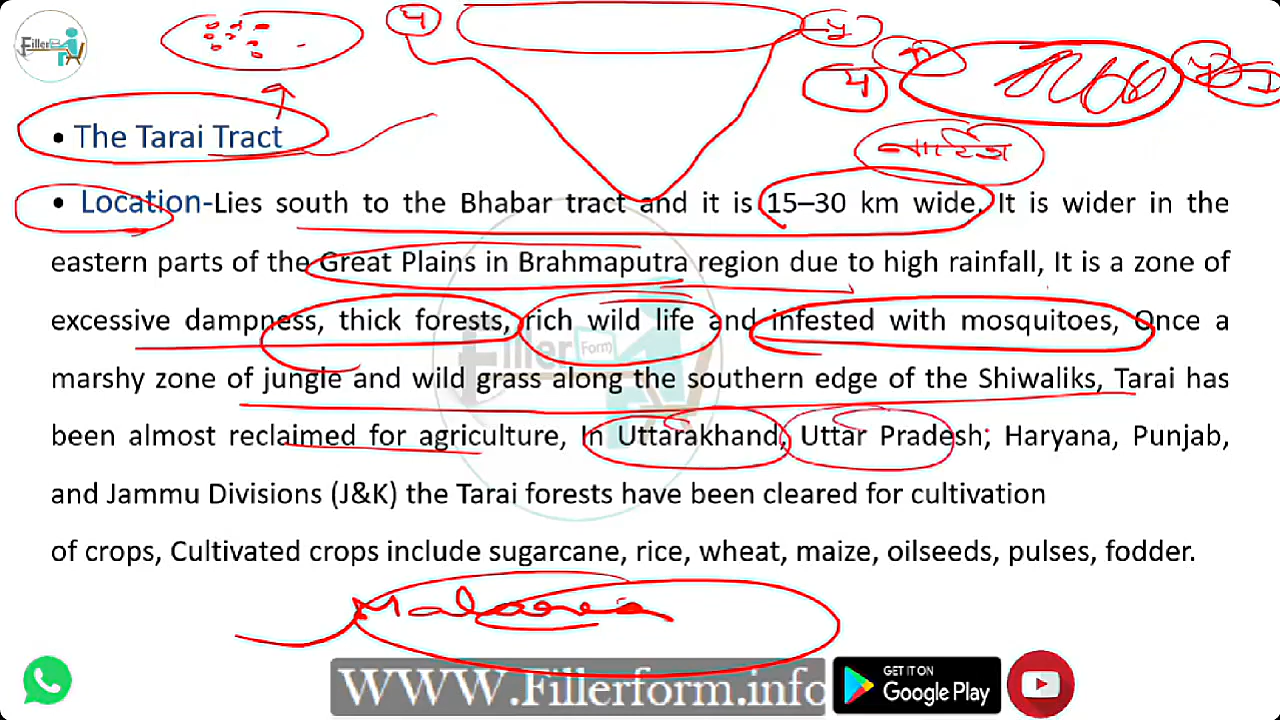 Filler
Form
प
• The Tarai Tract
बारिश
• Location-Lies south to the Bhabar tract and it is 15–30 km wide, It is wider in the
eastern parts of the Great Plains in Brahmaputra region due to high rainfall, It is a zone of
excessive dampness, thick forests, rich wild life and infested with mosquitoes, Once a
marshy zone of jungle and wild grass along the southern edge of the Shiwaliks, Tarai has
been almost reclaimed for agriculture, In Uttarakhand, Uttar Pradesh; Haryana, Punjab,
and Jammu Divisions (J&K) the Tarai forests have been cleared for cultivation
of crops, Cultivated crops include sugarcane, rice, wheat, maize, oilseeds, pulses, fodder.
Malaria
WWW.Fillerform.info
GET IT ON
Google Play